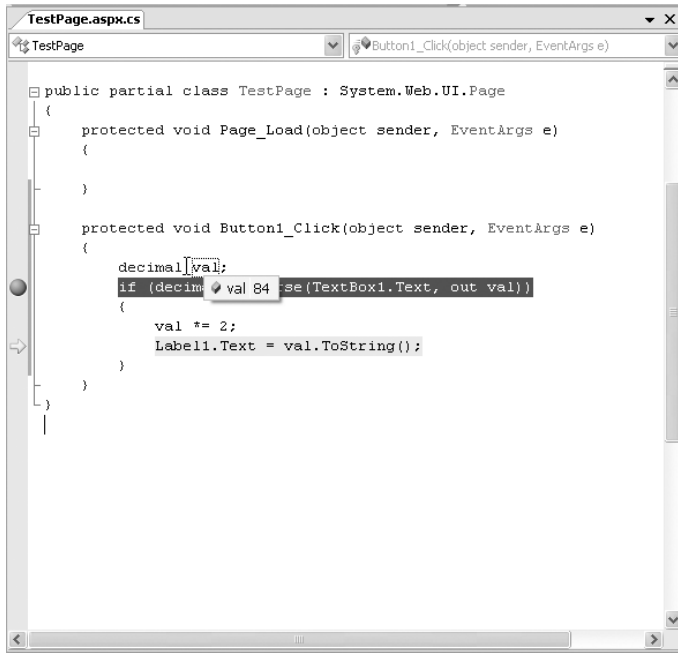 TestPage.aspx.cs
TestPage
Button1_Click(object sender, EventArgs e)
public partial class TestPage : System.Web.UI.Page
{
protected void Page_Load(object sender, EventArgs e)
{
}
protected void Button1_Click(object sender, EventArgs e)
{
decimal val;
if (decim rse(TextBox1.Text, out val))
val 84
{
val *= 2;
Label1.Text = val.ToString();
}
}
}